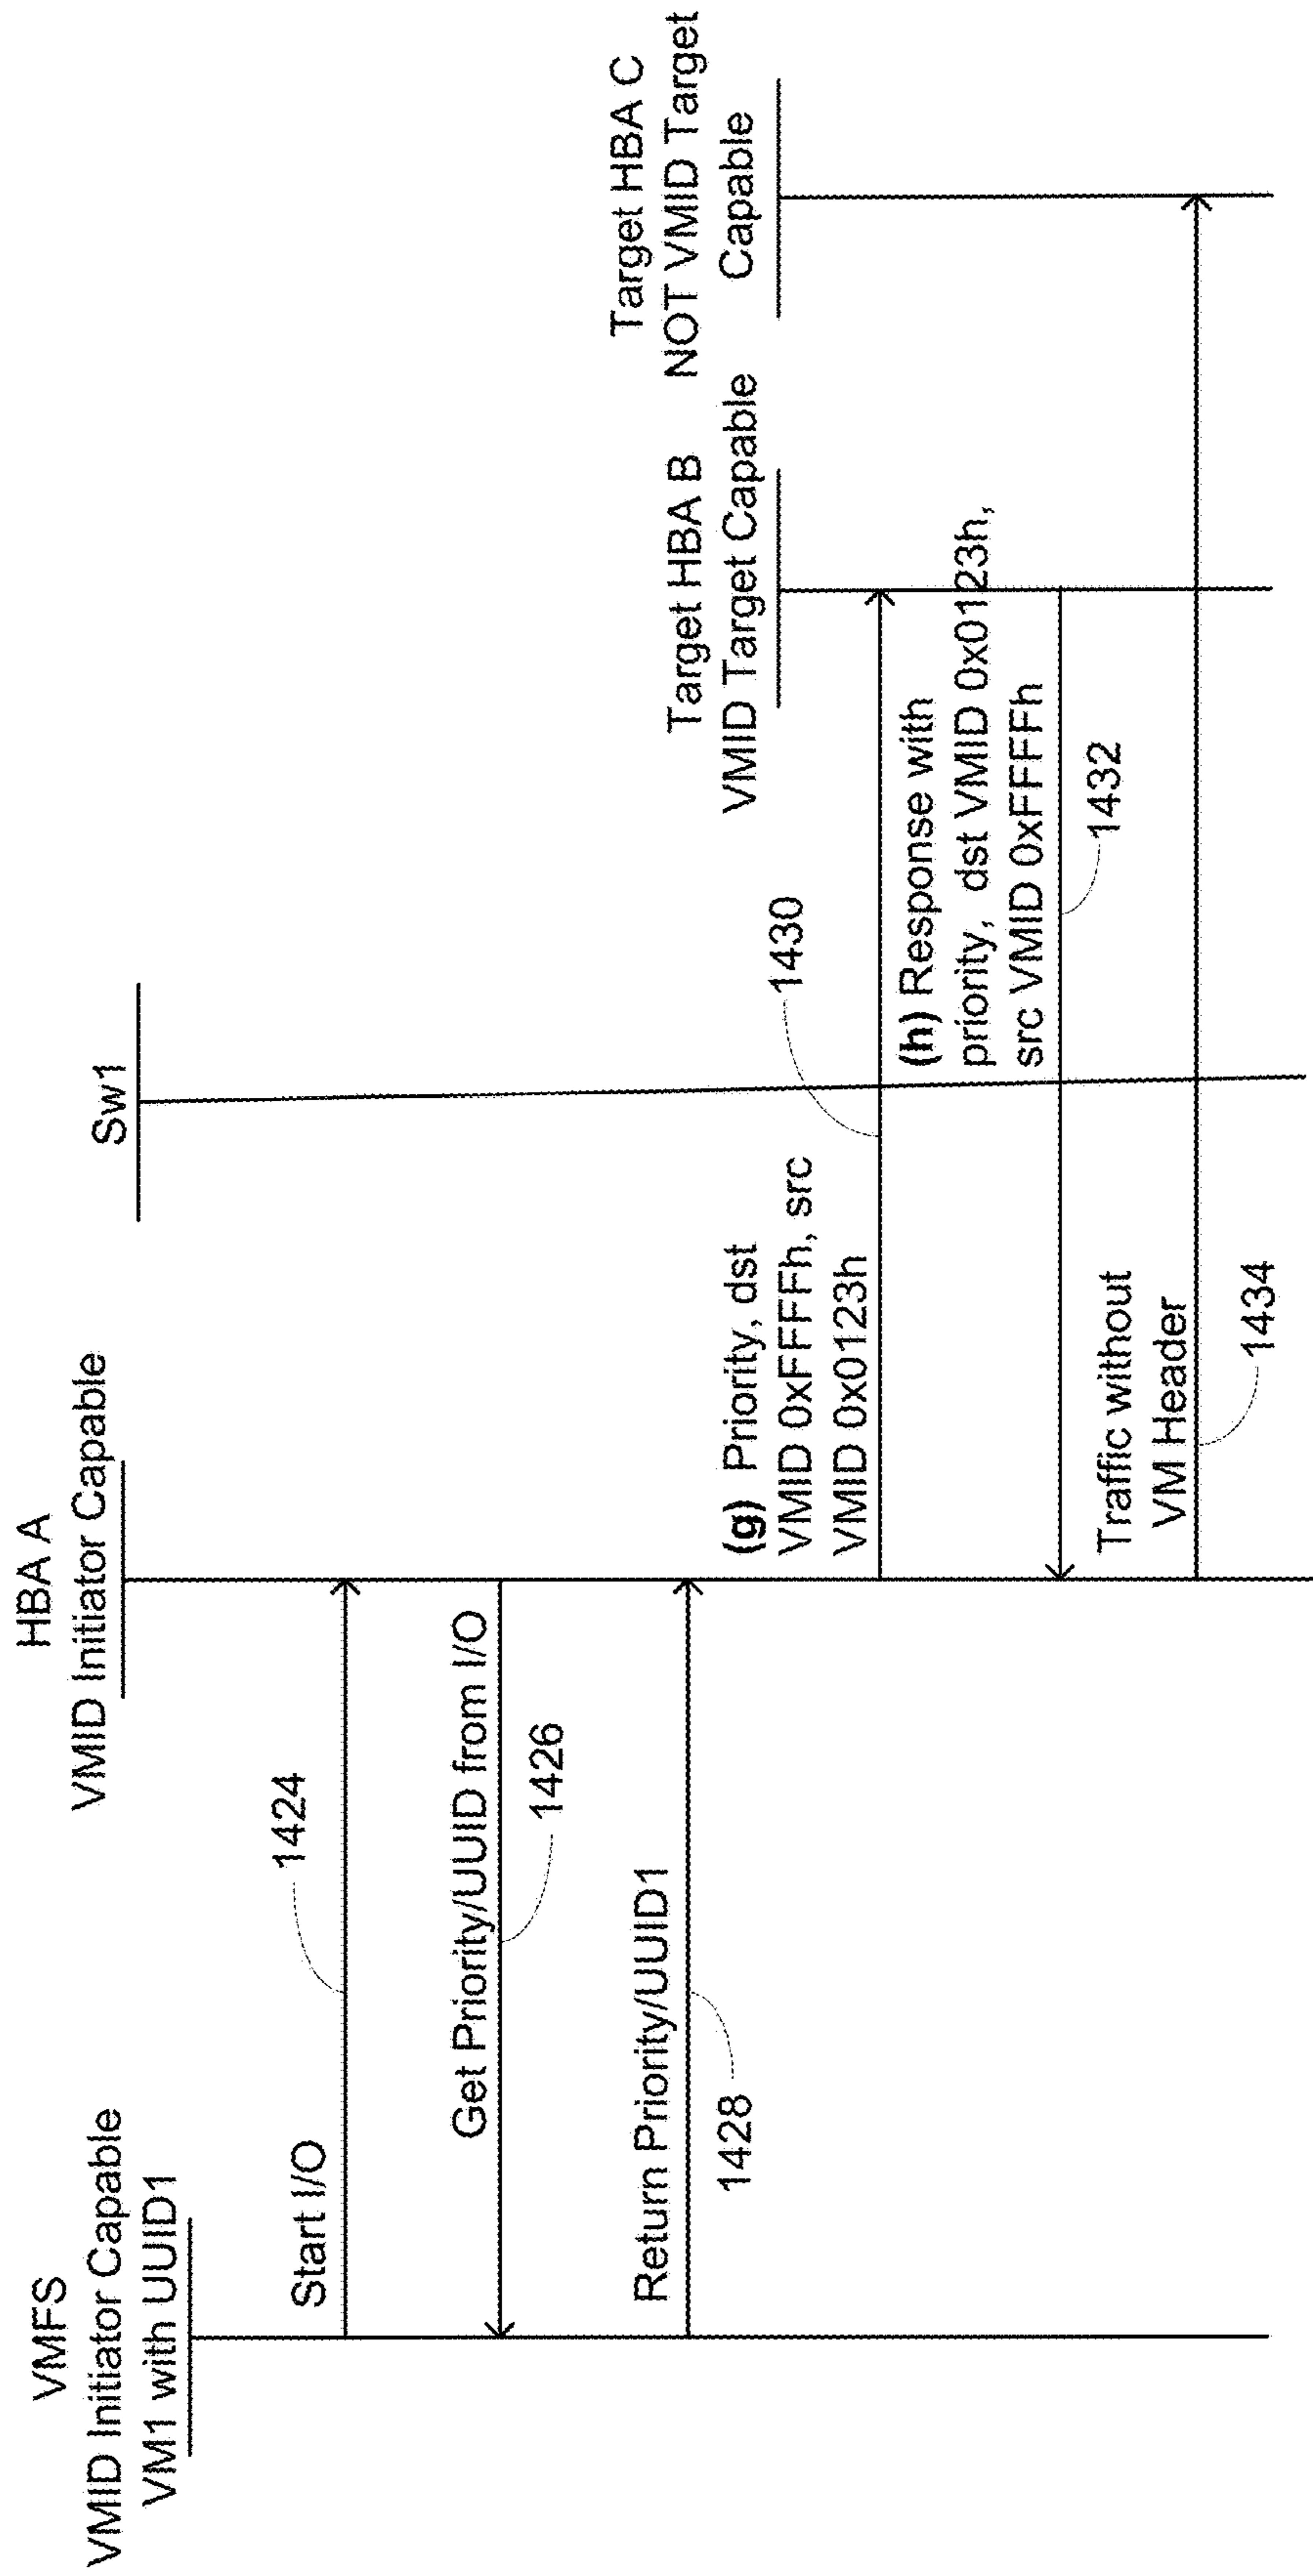 VMFS
VMID Initiator Capable
VM1 with UUID1
HBA A
VMID Initiator Capable
Sw1
Target HBA B
VMID Target Capable
Target HBA C
NOT VMID Target
Capable
Start I/O
1424
Get Priority/UUID from I/O
1426
Return Priority/UUID1
1428
(g) Priority, dst
VMID 0xFFFFh, src
VMID 0x0123h
1430
(h) Response with
priority, dst VMID 0x0123h,
src VMID 0xFFFFh
1432
Traffic without
VM Header
1434